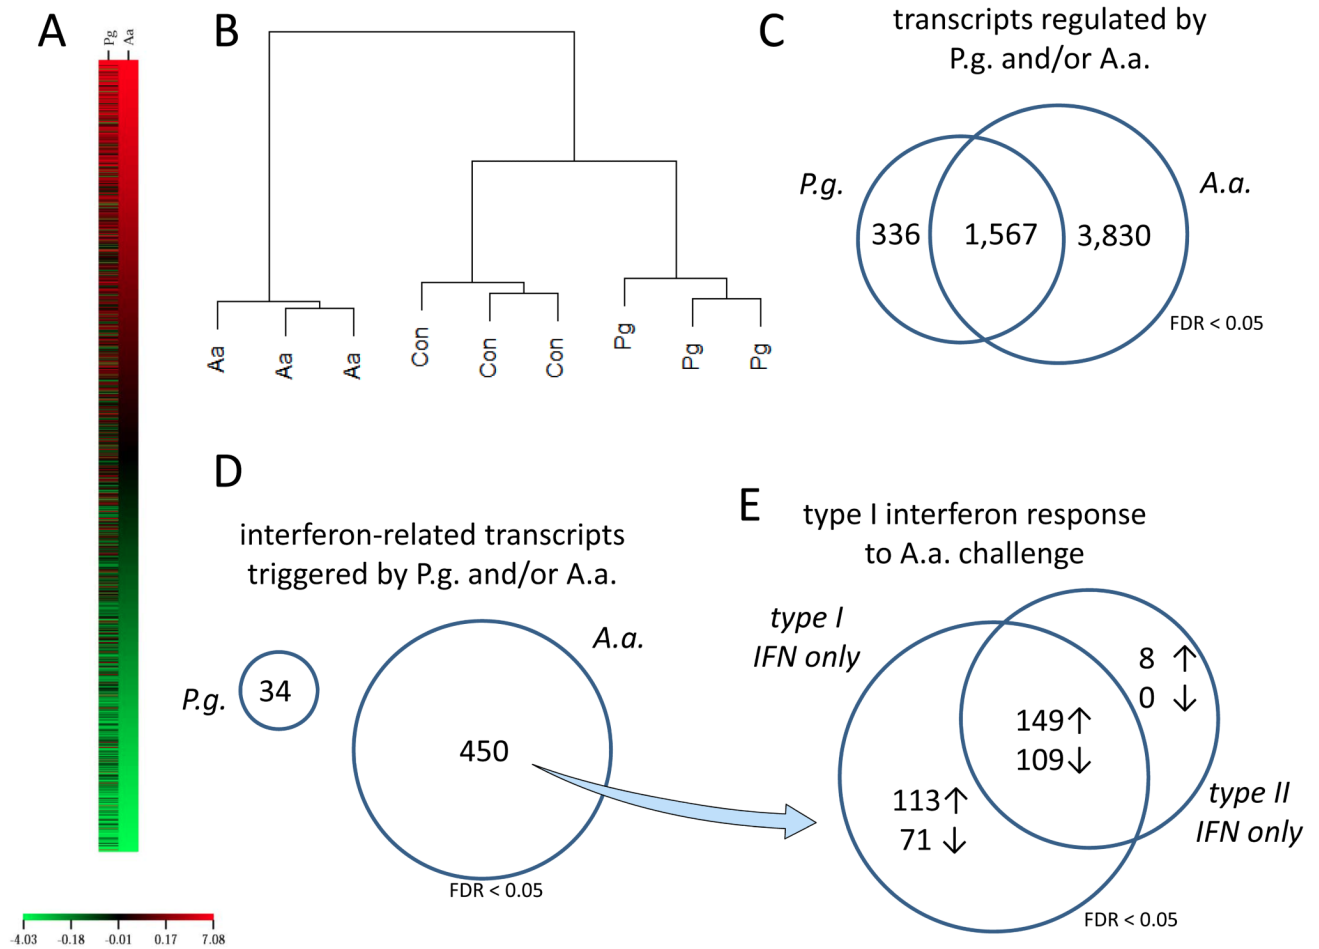 A
Pg
Aa
-4.03 -0.18 -0.01 0.17 7.08
B
Aa Aa Aa Con Con Con Pg Pg Pg
C
transcripts regulated by
P.g. and/or A.a.
P.g.
A.a.
336 1,567 3,830
FDR < 0.05
D
interferon-related transcripts
triggered by P.g. and/or A.a.
A.a.
P.g.
34
450
FDR < 0.05
E
type I interferon response
to A.a. challenge
type I
IFN only
8 ↑
0 ↓
149↑
109↓
113↑
71 ↓
type II
IFN only
FDR < 0.05